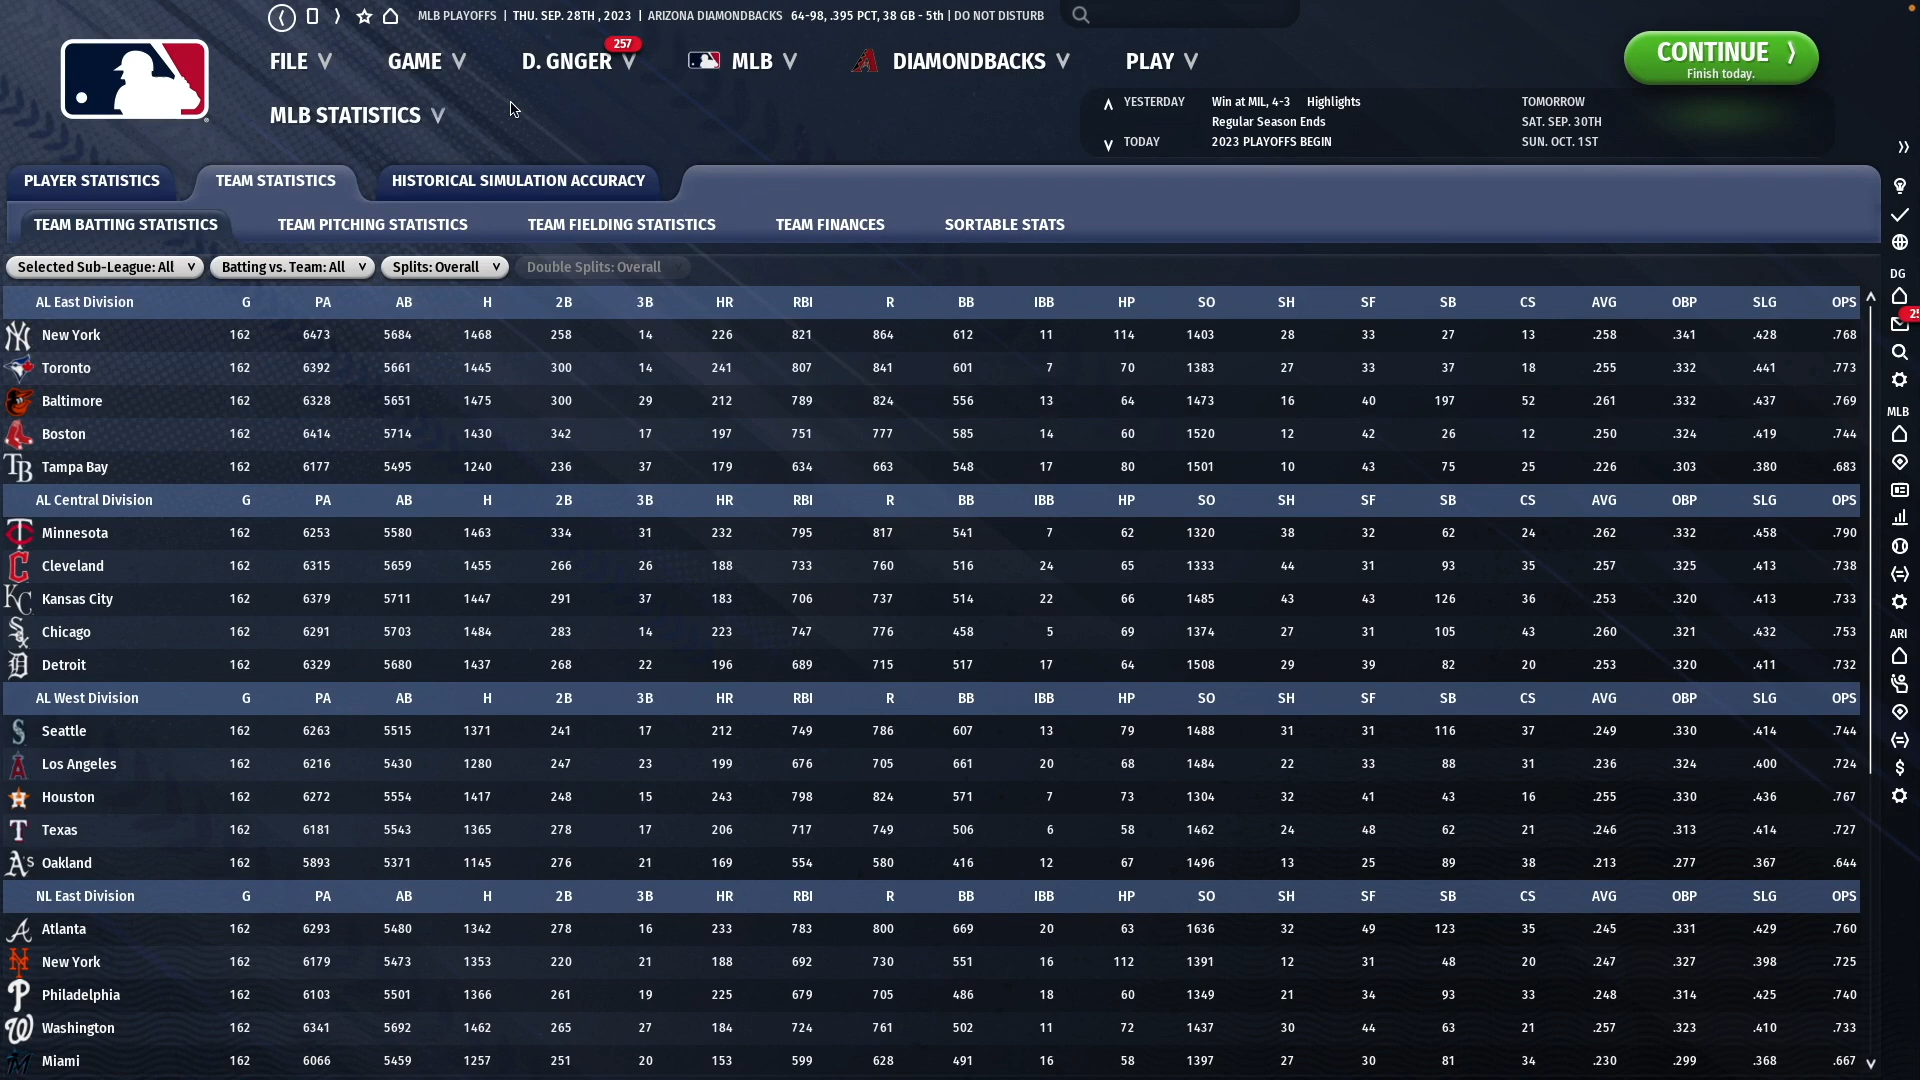 MLB PLAYOFFS | THU. SEP. 28TH , 2023 | ARIZONA DIAMONDBACKS 64-98, .395 PCT, 38 GB - 5th | DO NOT DISTURB
FILE GAME D. GNGER 257 MLB DIAMONDBACKS PLAY
CONTINUE
Finish today.
MLB STATISTICS
YESTERDAY Win at MIL, 4-3 Highlights TOMORROW
Regular Season Ends SAT. SEP. 30TH
TODAY 2023 PLAYOFFS BEGIN SUN. OCT. 1ST
PLAYER STATISTICS TEAM STATISTICS HISTORICAL SIMULATION ACCURACY
TEAM BATTING STATISTICS TEAM PITCHING STATISTICS TEAM FIELDING STATISTICS TEAM FINANCES SORTABLE STATS
Selected Sub-League: All Batting vs. Team: All Splits: Overall Double Splits: Overall
AL East Division G PA AB H 2B 3B HR RBI R BB IBB HP SO SH SF SB CS AVG OBP SLG OPS
New York 162 6473 5684 1468 258 14 226 821 864 612 11 114 1403 28 33 27 13 .258 .341 .428 .768
Toronto 162 6392 5661 1445 300 14 241 807 841 601 7 70 1383 27 33 37 18 .255 .332 .441 .773
Baltimore 162 6328 5651 1475 300 29 212 789 824 556 13 64 1473 16 40 197 52 .261 .332 .437 .769
Boston 162 6414 5714 1430 342 17 197 751 777 585 14 60 1520 12 42 26 12 .250 .324 .419 .744
Tampa Bay 162 6177 5495 1240 236 37 179 634 663 548 17 80 1501 10 43 75 25 .226 .303 .380 .683
AL Central Division G PA AB H 2B 3B HR RBI R BB IBB HP SO SH SF SB CS AVG OBP SLG OPS
Minnesota 162 6253 5580 1463 334 31 232 795 817 541 7 62 1320 38 32 62 24 .262 .332 .458 .790
Cleveland 162 6315 5659 1455 266 26 188 733 760 516 24 65 1333 44 31 93 35 .257 .325 .413 .738
Kansas City 162 6379 5711 1447 291 37 183 706 737 514 22 66 1485 43 43 126 36 .253 .320 .413 .733
Chicago 162 6291 5703 1484 283 14 223 747 776 458 5 69 1374 27 31 105 43 .260 .321 .432 .753
Detroit 162 6329 5680 1437 268 22 196 689 715 517 17 64 1508 29 39 82 20 .253 .320 .411 .732
AL West Division G PA AB H 2B 3B HR RBI R BB IBB HP SO SH SF SB CS AVG OBP SLG OPS
Seattle 162 6263 5515 1371 241 17 212 749 786 607 13 79 1488 31 31 116 37 .249 .330 .414 .744
Los Angeles 162 6216 5430 1280 247 23 199 676 705 661 20 68 1484 22 33 88 31 .236 .324 .400 .724
Houston 162 6272 5554 1417 248 15 243 798 824 571 7 73 1304 32 41 43 16 .255 .330 .436 .767
Texas 162 6181 5543 1365 278 17 206 717 749 506 6 58 1462 24 48 62 21 .246 .313 .414 .727
Oakland 162 5893 5371 1145 276 21 169 554 580 416 12 67 1496 13 25 89 38 .213 .277 .367 .644
NL East Division G PA AB H 2B 3B HR RBI R BB IBB HP SO SH SF SB CS AVG OBP SLG OPS
Atlanta 162 6293 5480 1342 278 16 233 783 800 669 20 63 1636 32 49 123 35 .245 .331 .429 .760
New York 162 6179 5473 1353 220 21 188 692 730 551 16 112 1391 12 31 48 20 .247 .327 .398 .725
Philadelphia 162 6103 5501 1366 261 19 225 679 705 486 18 60 1349 21 34 93 33 .248 .314 .425 .740
Washington 162 6341 5692 1462 265 27 184 724 761 502 11 72 1437 30 44 63 21 .257 .323 .410 .733
Miami 162 6066 5459 1257 251 20 153 599 628 491 16 58 1397 27 30 81 34 .230 .299 .368 .667
DG
MLB
ARI